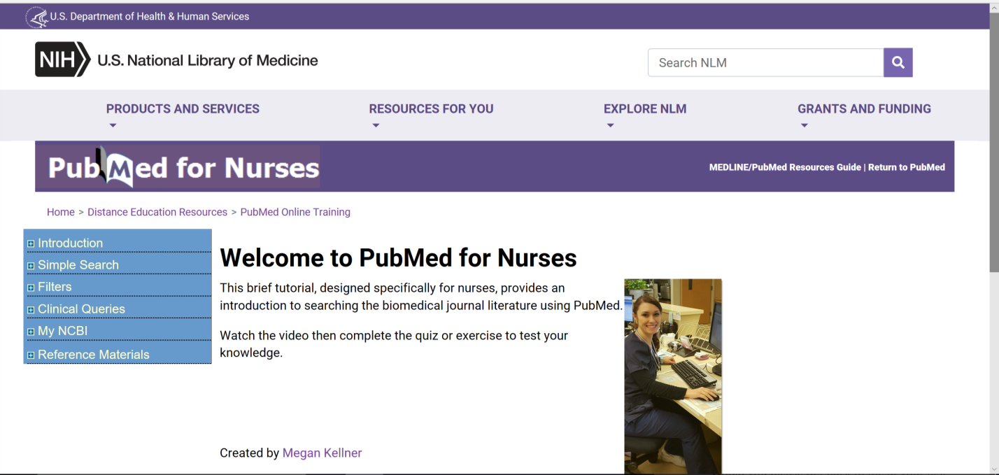 U.S. Department of Health & Human Services
NIH U.S. National Library of Medicine
Search NLM
PRODUCTS AND SERVICES
RESOURCES FOR YOU
EXPLORE NLM
GRANTS AND FUNDING
PubMed for Nurses
MEDLINE/PubMed Resources Guide | Return to PubMed
Home > Distance Education Resources > PubMed Online Training
Introduction
Simple Search
Filters
Clinical Queries
My NCBI
Reference Materials
Welcome to PubMed for Nurses
This brief tutorial, designed specifically for nurses, provides an
introduction to searching the biomedical journal literature using PubMed.
Watch the video then complete the quiz or exercise to test your
knowledge.
Created by Megan Kellner